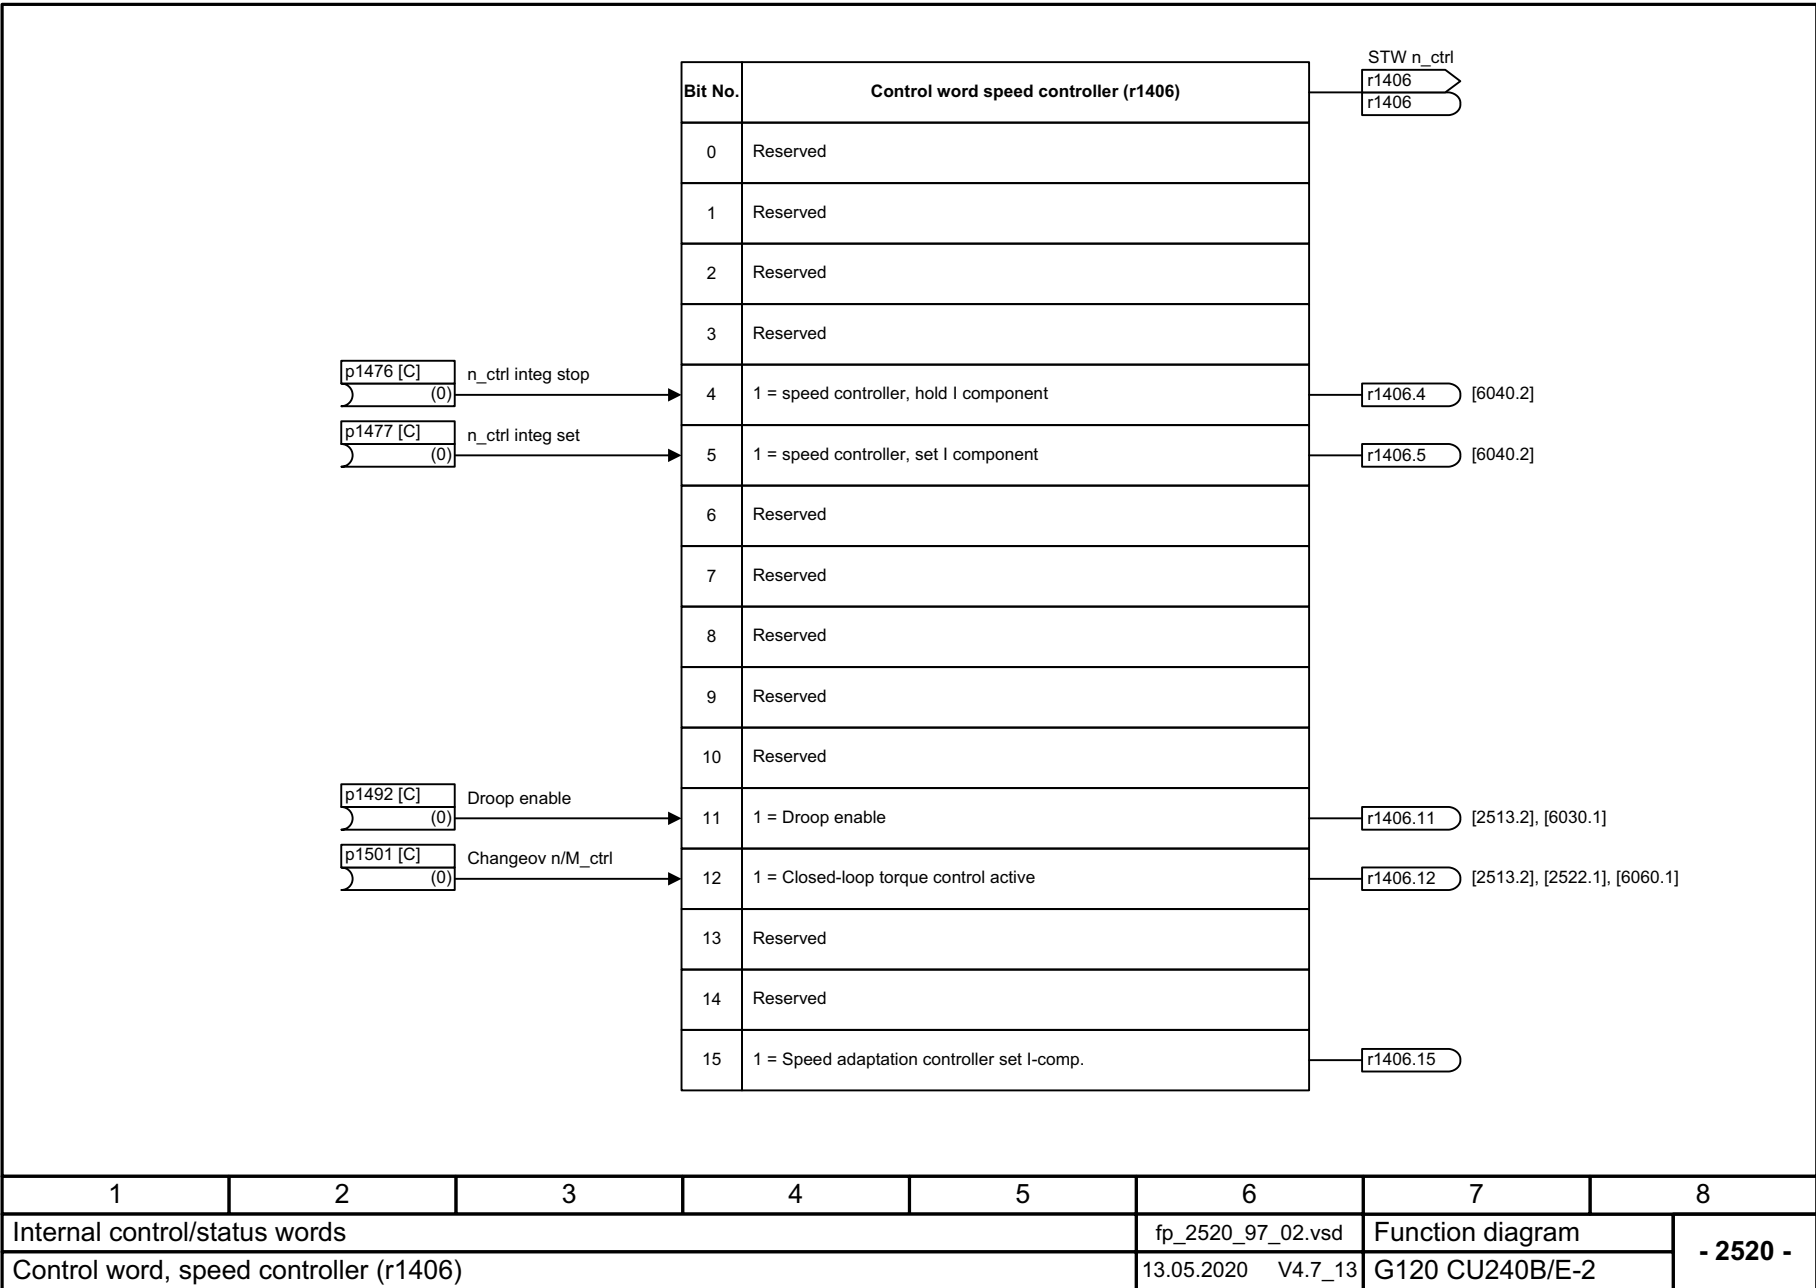 STW n_ctrl
r1406
r1406
Bit No. Control word speed controller (r1406)
0 Reserved
1 Reserved
2 Reserved
3 Reserved
p1476 [C] n_ctrl integ stop
(0) 4 1 = speed controller, hold I component r1406.4 [6040.2]
p1477 [C] n_ctrl integ set
(0) 5 1 = speed controller, set I component r1406.5 [6040.2]
6 Reserved
7 Reserved
8 Reserved
9 Reserved
10 Reserved
p1492 [C] Droop enable
(0) 11 1 = Droop enable r1406.11 [2513.2], [6030.1]
p1501 [C] Changeov n/M_ctrl
(0) 12 1 = Closed-loop torque control active r1406.12 [2513.2], [2522.1], [6060.1]
13 Reserved
14 Reserved
15 1 = Speed adaptation controller set I-comp. r1406.15
1 2 3 4 5 6 7 8
Internal control/status words fp_2520_97_02.vsd Function diagram - 2520 -
Control word, speed controller (r1406) 13.05.2020 V4.7_13 G120 CU240B/E-2